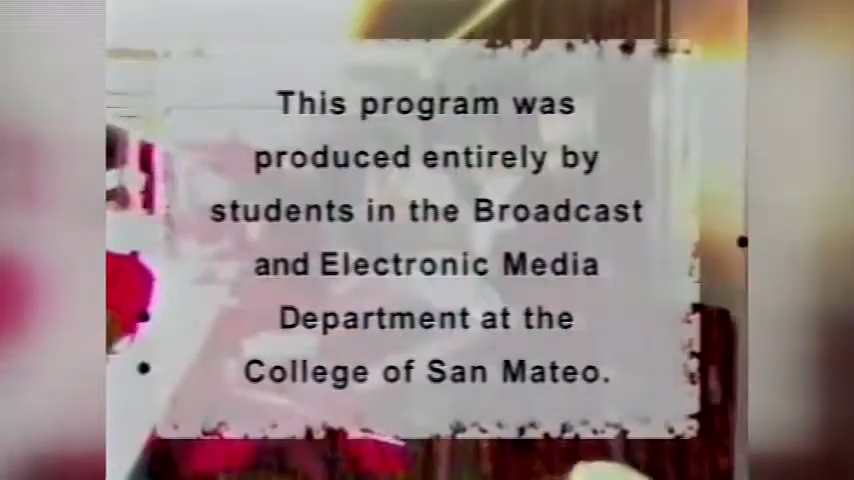 This program was
produced entirely by
students in the Broadcast
and Electronic Media
Department at the
College of San Mateo.